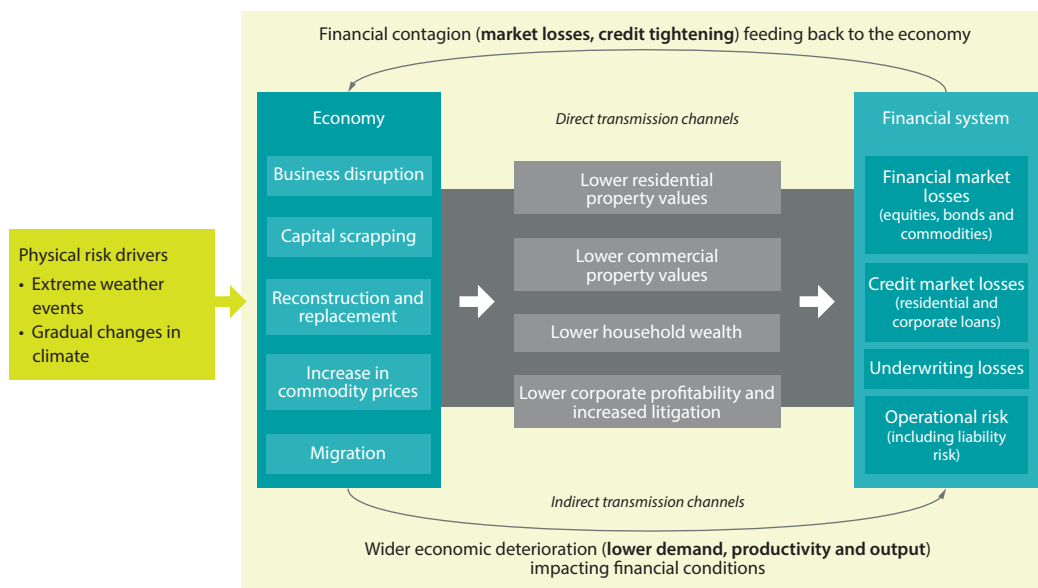 Financial contagion (market losses, credit tightening) feeding back to the economy
Physical risk drivers
• Extreme weather
events
• Gradual changes in
climate
Economy
Business disruption
Capital scrapping
Reconstruction and
replacement
Increase in
commodity prices
Migration
Direct transmission channels
Lower residential
property values
Lower commercial
property values
Lower household wealth
Lower corporate profitability and
increased litigation
Financial system
Financial market
losses
(equities, bonds and
commodities)
Credit market losses
(residential and
corporate loans)
Underwriting losses
Operational risk
(including liability
risk)
Indirect transmission channels
Wider economic deterioration (lower demand, productivity and output)
impacting financial conditions